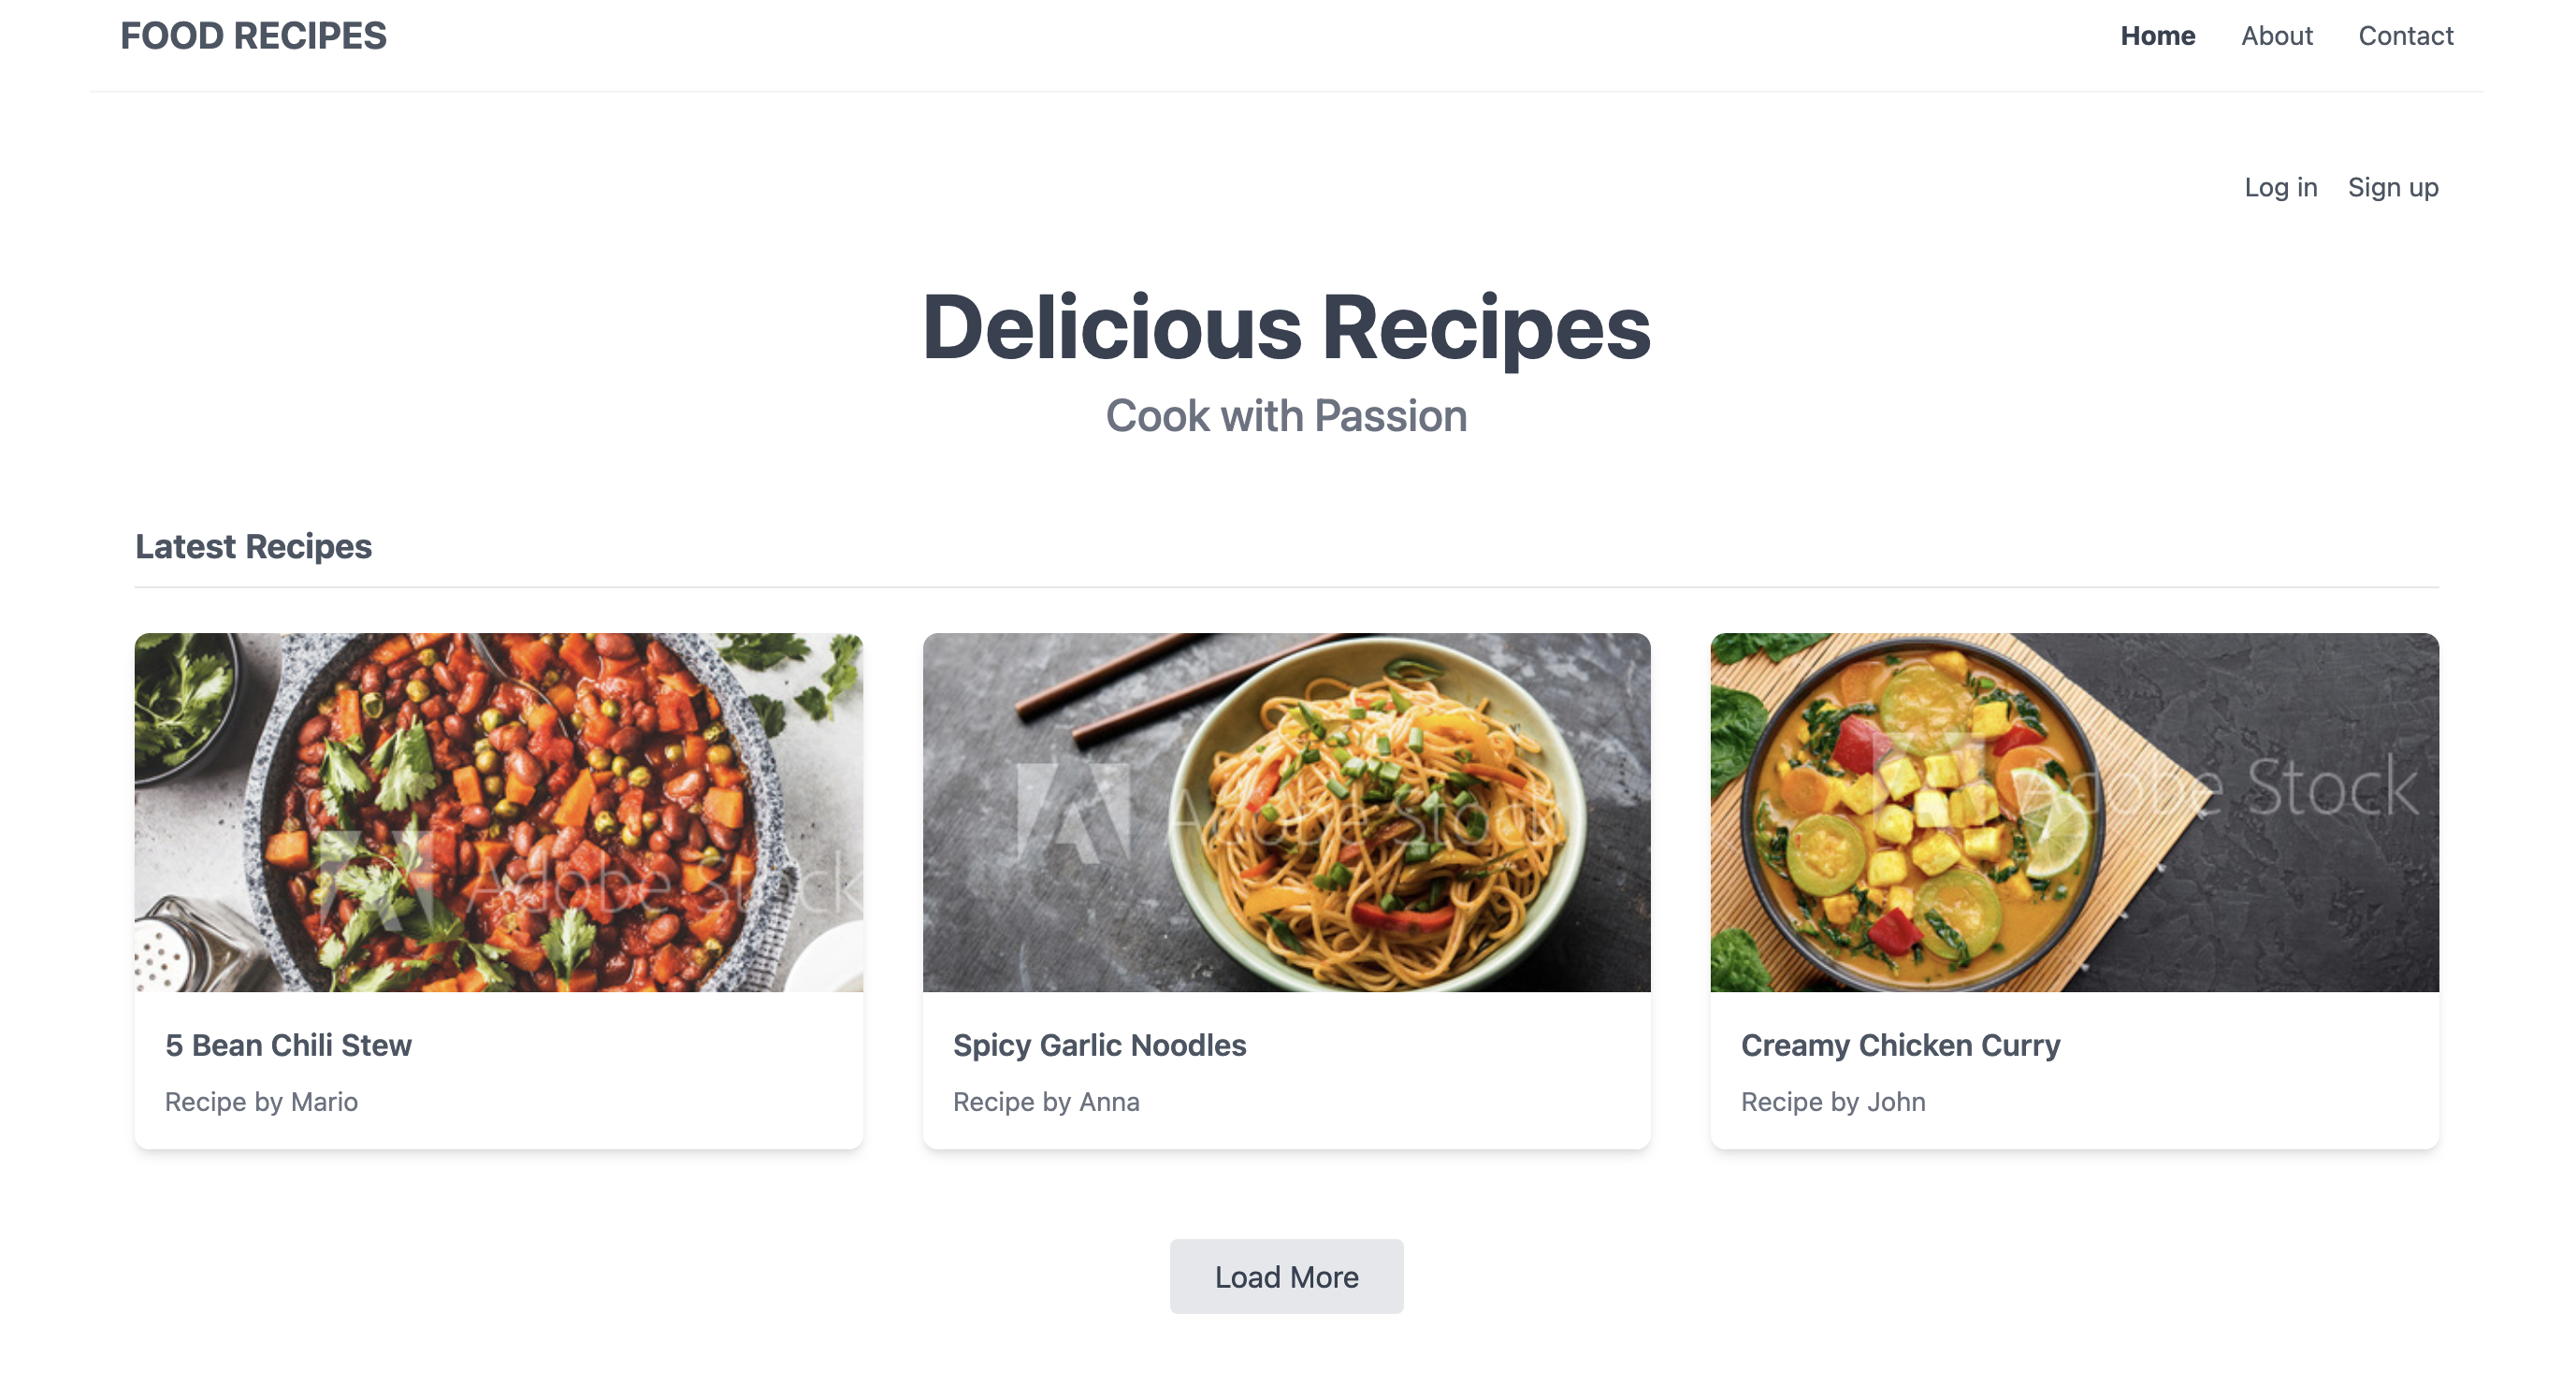 FOOD RECIPES
Home About Contact
Log in Sign up
Delicious Recipes
Cook with Passion
Latest Recipes
Adobe Stock
Adobe Stock
Adobe Stock
5 Bean Chili Stew
Recipe by Mario
Spicy Garlic Noodles
Recipe by Anna
Creamy Chicken Curry
Recipe by John
Load More